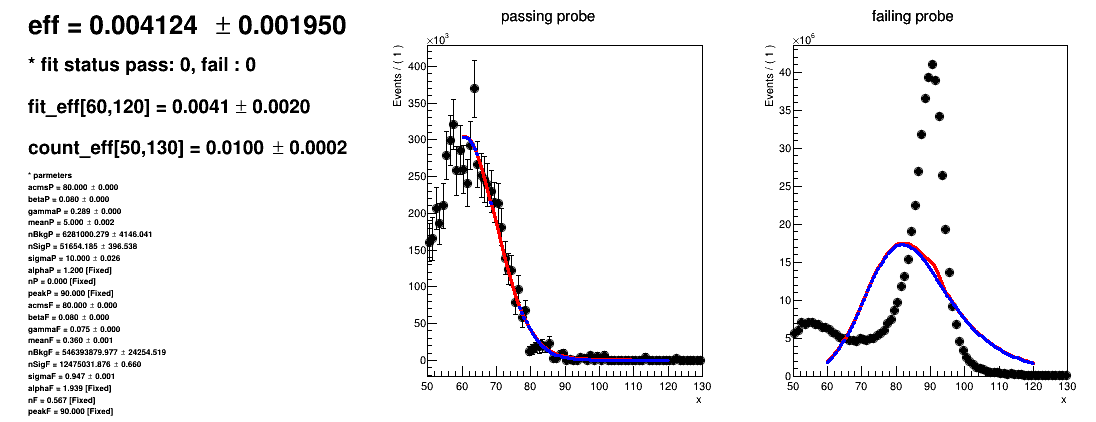 eff = 0.004124 ± 0.001950
* fit status pass: 0, fail : 0
fit_eff[60,120] = 0.0041 ± 0.0020
count_eff[50,130] = 0.0100 ± 0.0002
* parmeters
acmsP = 80.000 ± 0.000
betaP = 0.080 ± 0.000
gammaP = 0.289 ± 0.000
meanP = 5.000 ± 0.002
nBkgP = 6281000.279 ± 4146.041
nSigP = 51654.185 ± 396.538
sigmaP = 10.000 ± 0.026
alphaP = 1.200 [Fixed]
nP = 0.000 [Fixed]
peakP = 90.000 [Fixed]
acmsF = 80.000 ± 0.000
betaF = 0.080 ± 0.000
gammaF = 0.075 ± 0.000
meanF = 0.360 ± 0.001
nBkgF = 546393879.977 ± 24254.519
nSigF = 12475031.876 ± 0.660
sigmaF = 0.947 ± 0.001
alphaF = 1.939 [Fixed]
nF = 0.567 [Fixed]
peakF = 90.000 [Fixed]
passing probe
×10³
Events / ( 1 )
400
350
300
250
200
150
100
50
0
50 60 70 80 90 100 110 120 130
x
failing probe
×10⁶
Events / ( 1 )
40
35
30
25
20
15
10
5
0
50 60 70 80 90 100 110 120 130
x